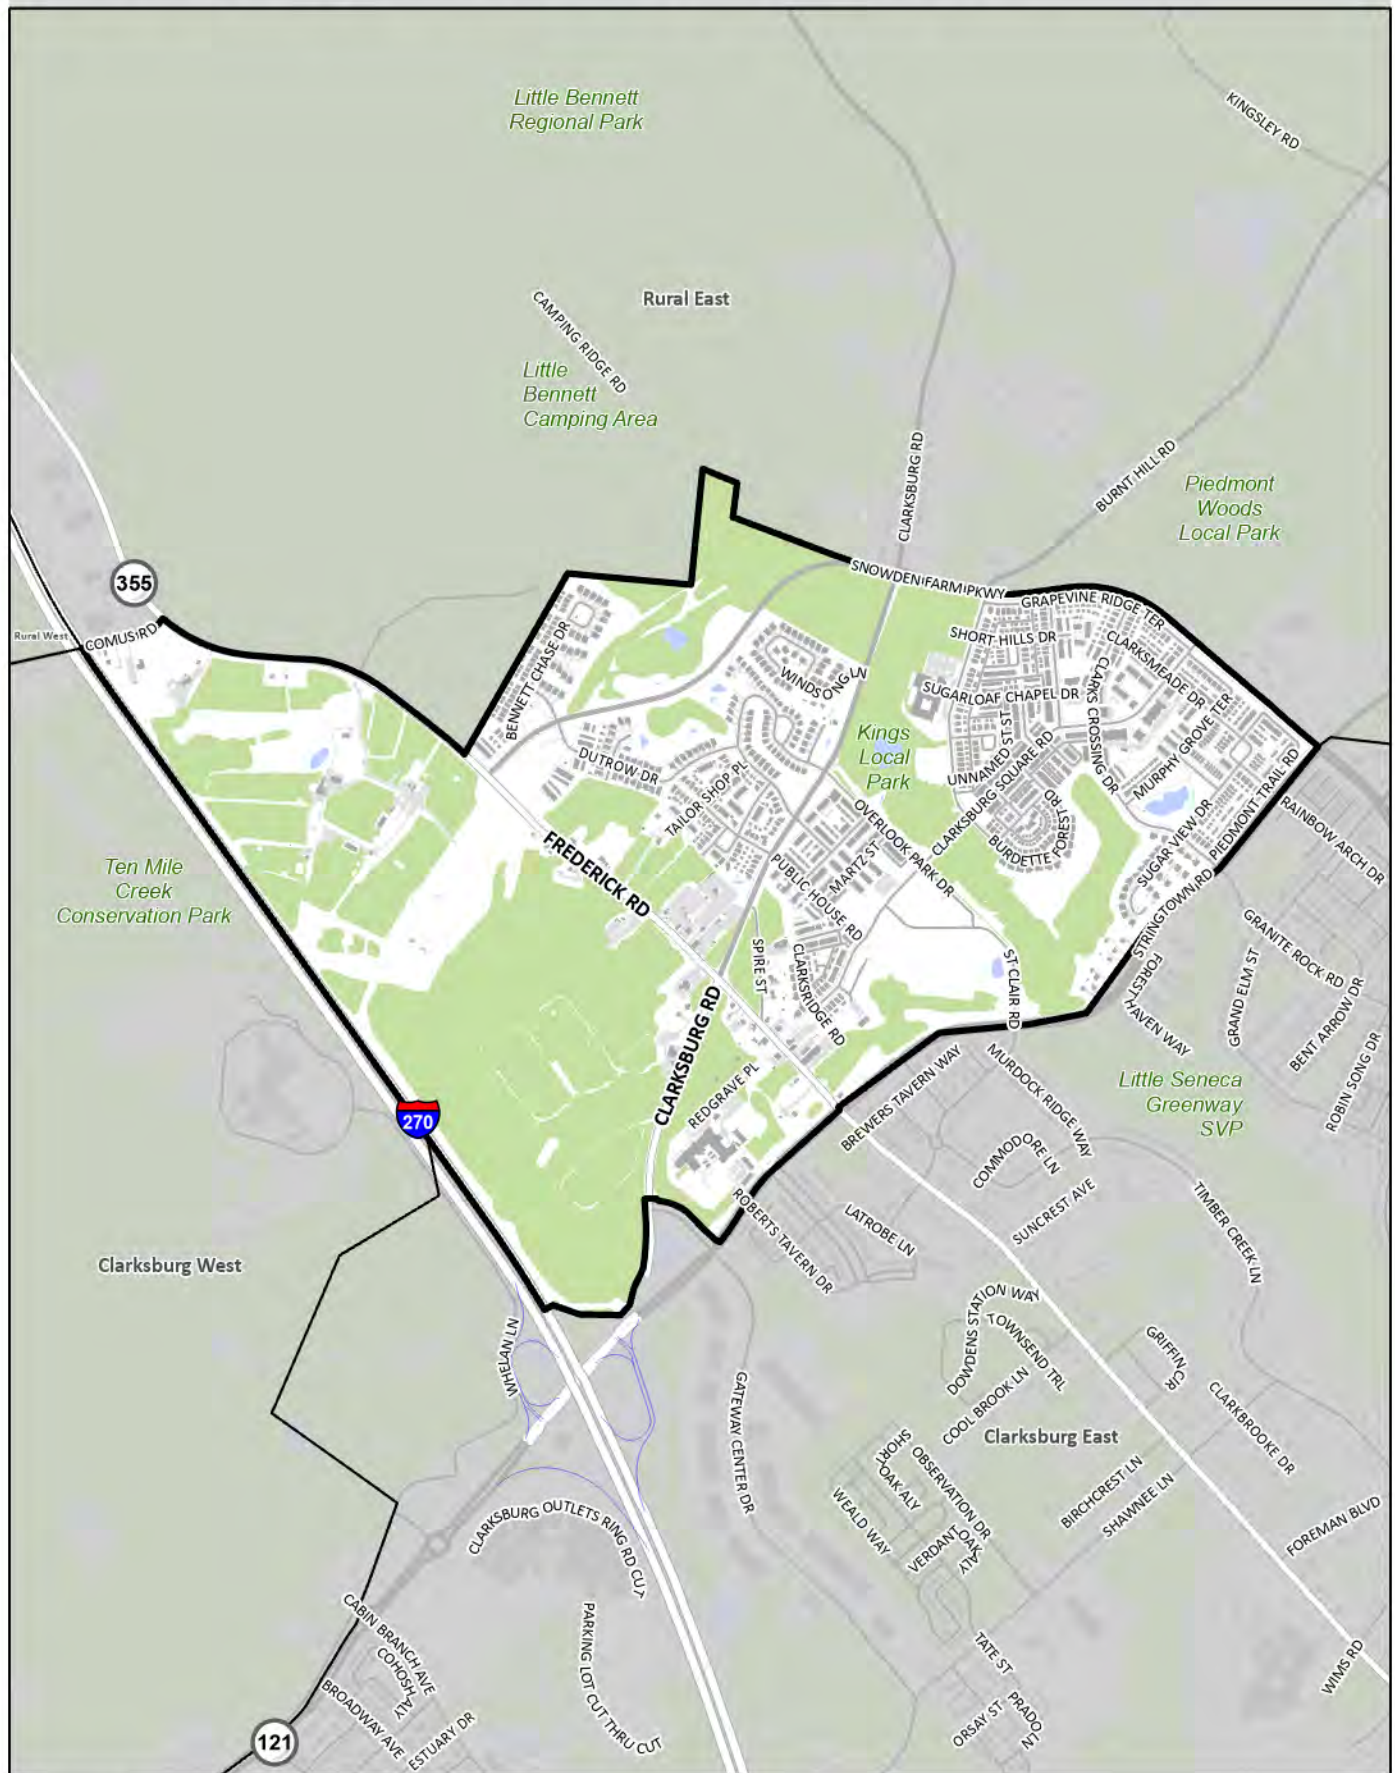 Little Bennett
Regional Park
KINGSLEY RD
Rural East
CAMPING RIDGE RD
Little
Bennett
Camping Area
CLARKSBURG RD
BURNT HILL RD
Piedmont
Woods
Local Park
355
Rural West
COMUS RD
SNOWDEN FARM PKWY
GRAPEVINE RIDGE TER
SHORT HILLS DR
CLARKSMEADE DR
BENNETT CHASE DR
WINDSONG LN
SUGARLOAF CHAPEL DR
CLARKS CROSSING DR
MURPHY GROVE TER
Kings
Local
Park
UNNAMED ST ST
CLARKSBURG SQUARE RD
DUTROW DR
TAILOR SHOP PL
OVERLOOK PARK DR
BURDETTE FOREST RD
SUGAR VIEW DR
PIEDMONT TRAIL RD
RAINBOW ARCH DR
FREDERICK RD
PUBLIC HOUSE RD
MARTZ ST
Ten Mile
Creek
Conservation Park
STRINGTOWN RD
GRANITE ROCK RD
SPIRE ST
CLARKSRIDGE RD
ST CLAIR RD
FOREST HAVEN WAY
GRAND ELM ST
BENT ARROW DR
ROBIN SONG DR
CLARKSBURG RD
REDGRAVE PL
BREWERS TAVERN WAY
MURDOCK RIDGE WAY
Little Seneca
Greenway
SVP
270
COMMODORE LN
SUNCREST AVE
TIMBER CREEK LN
ROBERTS TAVERN DR
LATROBE LN
Clarksburg West
WHELAN LN
DOWDENS STATION WAY
TOWNSEND TRL
GRIFFIN CIR
COOL BROOK LN
CLARKBROOKE DR
GATEWAY CENTER DR
Clarksburg East
SHORT OAK ALY
OBSERVATION DR
WEALD WAY
VERDANT OAK ALY
BIRCHCREST LN
SHAWNEE LN
FOREMAN BLVD
CLARKSBURG OUTLETS RING RD CUT
CABIN BRANCH AVE
COHOSH ALY
BROADWAY AVE
ESTUARY DR
PARKING LOT CUT THRU CUT
TATE ST
PRADO LN
ORSAY ST
WIMS RD
121